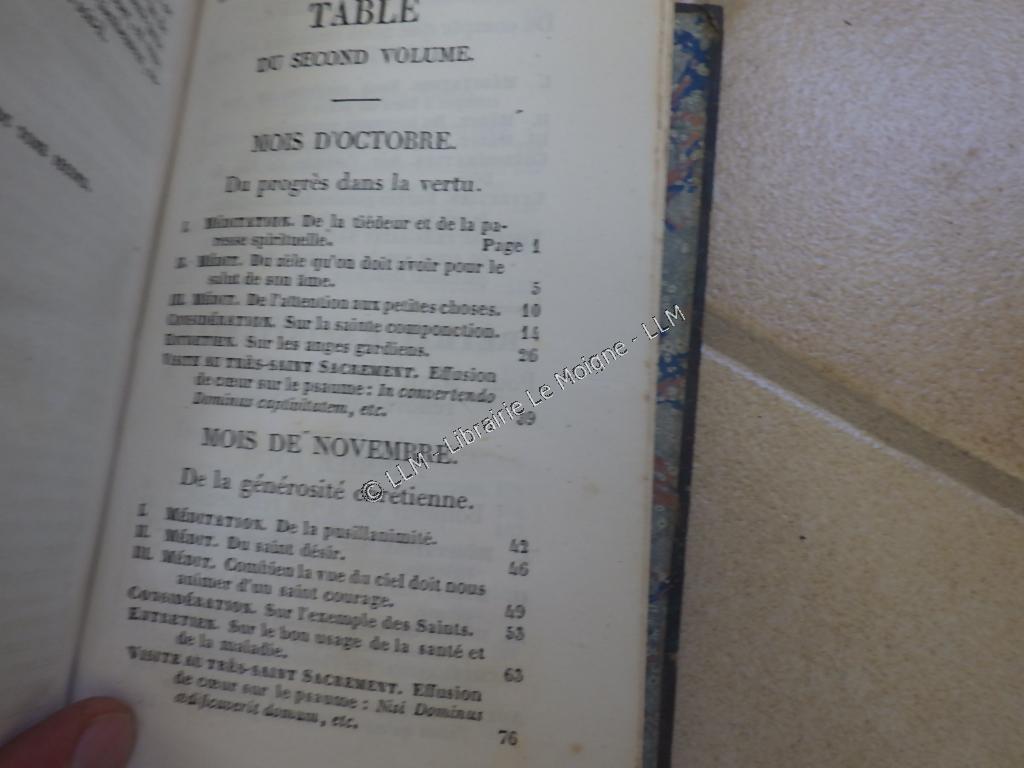 TABLE
DU SECOND VOLUME.
MOIS D'OCTOBRE.
Du progrès dans la vertu.
I. MÉDITATION. De la tiédeur et de la pa-
resse spirituelle. Page 1
II. MÉDIT. Du zèle qu'on doit avoir pour le
salut de son âme. 5
III. MÉDIT. De l'attention aux petites choses. 10
CONSIDÉRATION. Sur la sainte componction. 14
ENTRETIEN. Sur les anges gardiens. 26
VISITE AU TRÈS-SAINT SACREMENT. Effusion
de cœur sur le psaume : In convertendo
Dominus captivitatem, etc. 39
MOIS DE NOVEMBRE.
De la générosité chrétienne.
I. MÉDITATION. De la pusillanimité. 42
II. MÉDIT. Du saint désir. 46
III. MÉDIT. Combien la vue du ciel doit nous
animer d'un saint courage. 49
CONSIDÉRATION. Sur l'exemple des Saints. 53
ENTRETIEN. Sur le bon usage de la santé et
de la maladie. 63
VISITE AU TRÈS-SAINT SACREMENT. Effusion
de cœur sur le psaume : Nisi Dominus
ædificaverit domum, etc. 76
© LLM - Librairie Le Moigne - LLM